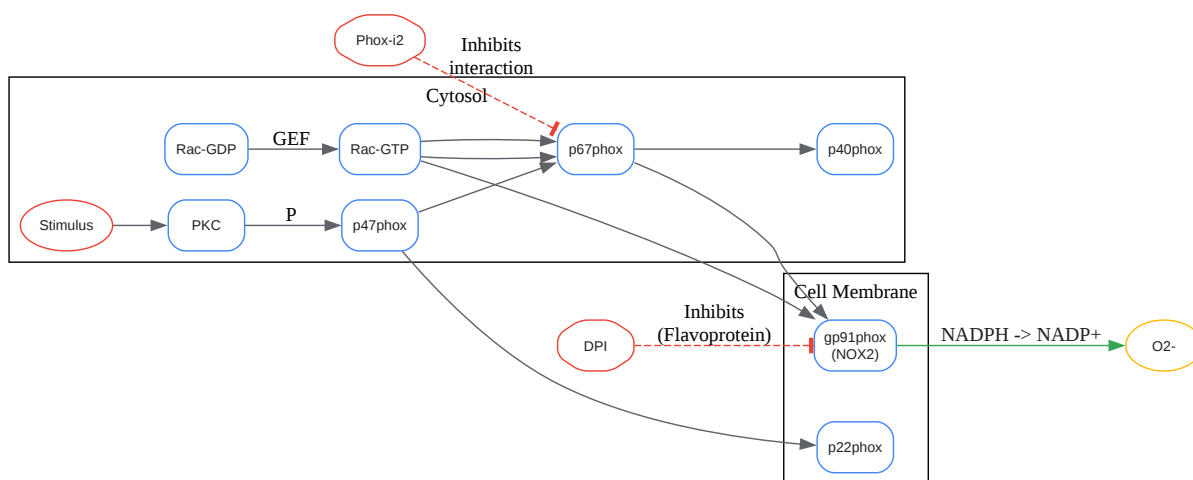 Phox-i2
Inhibits
interaction
Cytosol
Rac-GDP
GEF
Rac-GTP
p67phox
p40phox
Stimulus
PKC
P
p47phox
Cell Membrane
DPI
Inhibits
(Flavoprotein)
gp91phox
(NOX2)
NADPH -> NADP+
O2-
p22phox